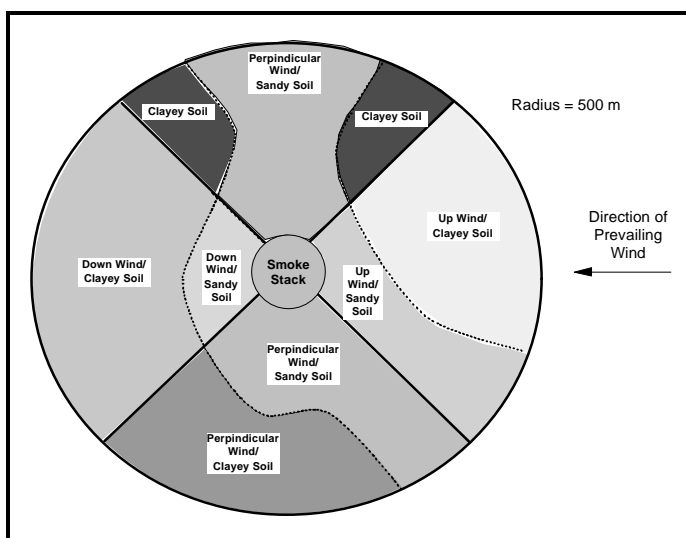 Perpindicular
Wind/
Sandy Soil
Clayey Soil
Clayey Soil
Radius = 500 m
Up Wind/
Clayey Soil
Direction of
Prevailing
Wind
Down Wind/
Clayey Soil
Down
Wind/
Sandy
Soil
Smoke
Stack
Up
Wind/
Sandy
Soil
Perpindicular
Wind/
Sandy Soil
Perpindicular
Wind/
Clayey Soil